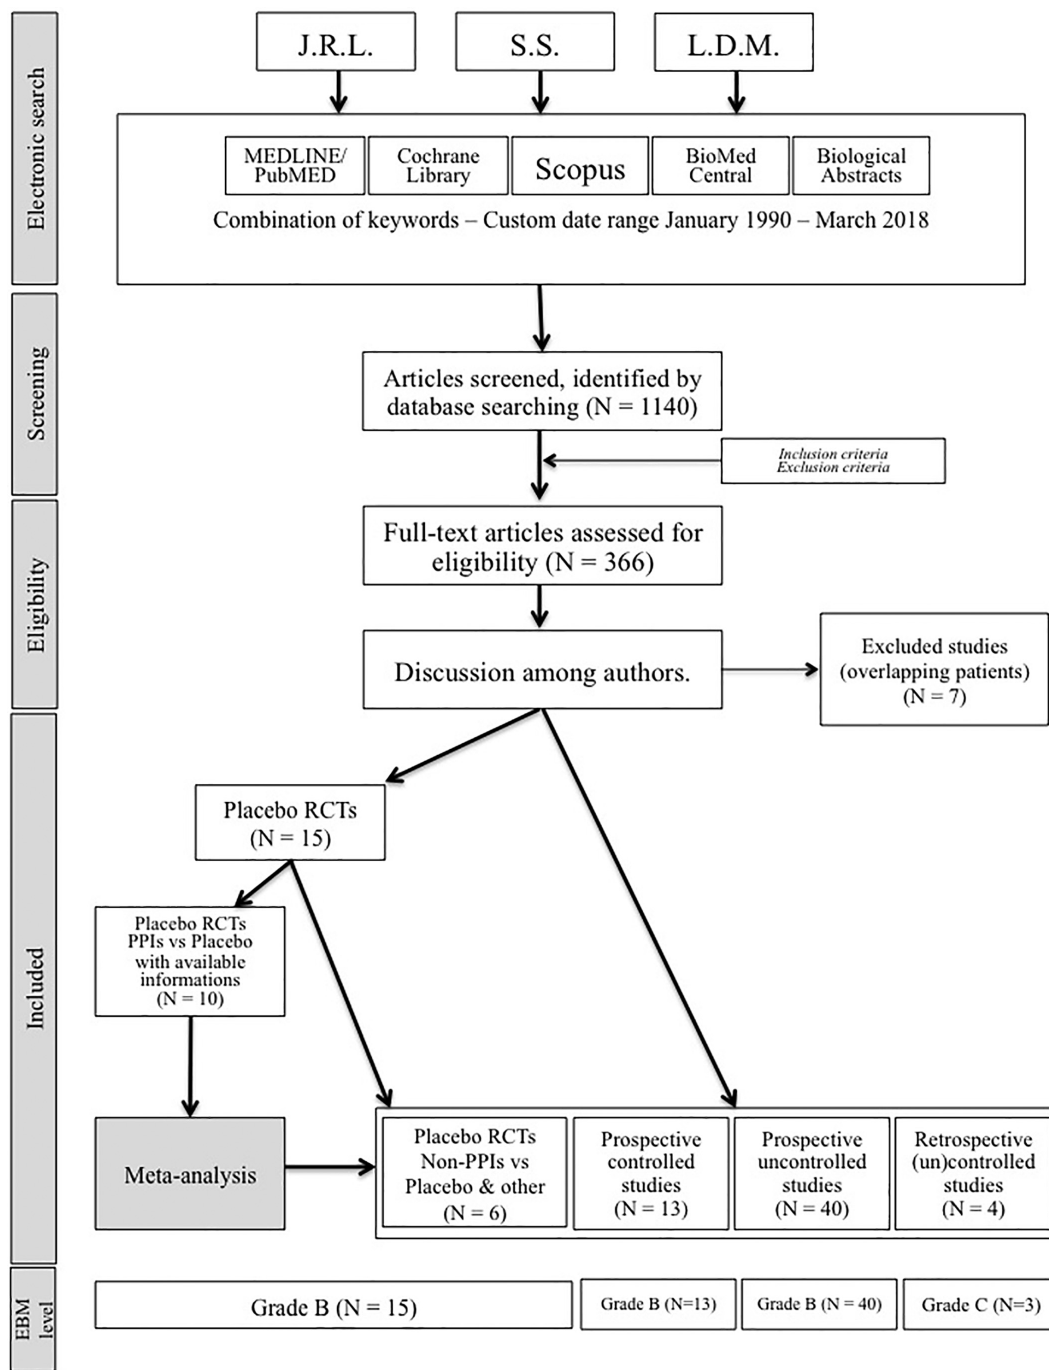 Electronic search
J.R.L.
S.S.
L.D.M.
MEDLINE/
PubMED
Cochrane
Library
Scopus
BioMed
Central
Biological
Abstracts
Combination of keywords – Custom date range January 1990 – March 2018
Screening
Articles screened, identified by
database searching (N = 1140)
Inclusion criteria
Exclusion criteria
Eligibility
Full-text articles assessed for
eligibility (N = 366)
Discussion among authors.
Excluded studies
(overlapping patients)
(N = 7)
Included
Placebo RCTs
(N = 15)
Placebo RCTs
PPIs vs Placebo
with available
informations
(N = 10)
Meta-analysis
Placebo RCTs
Non-PPIs vs
Placebo & other
(N = 6)
Prospective
controlled
studies
(N = 13)
Prospective
uncontrolled
studies
(N = 40)
Retrospective
(un)controlled
studies
(N = 4)
EBM
level
Grade B (N = 15)
Grade B (N=13)
Grade B (N = 40)
Grade C (N=3)